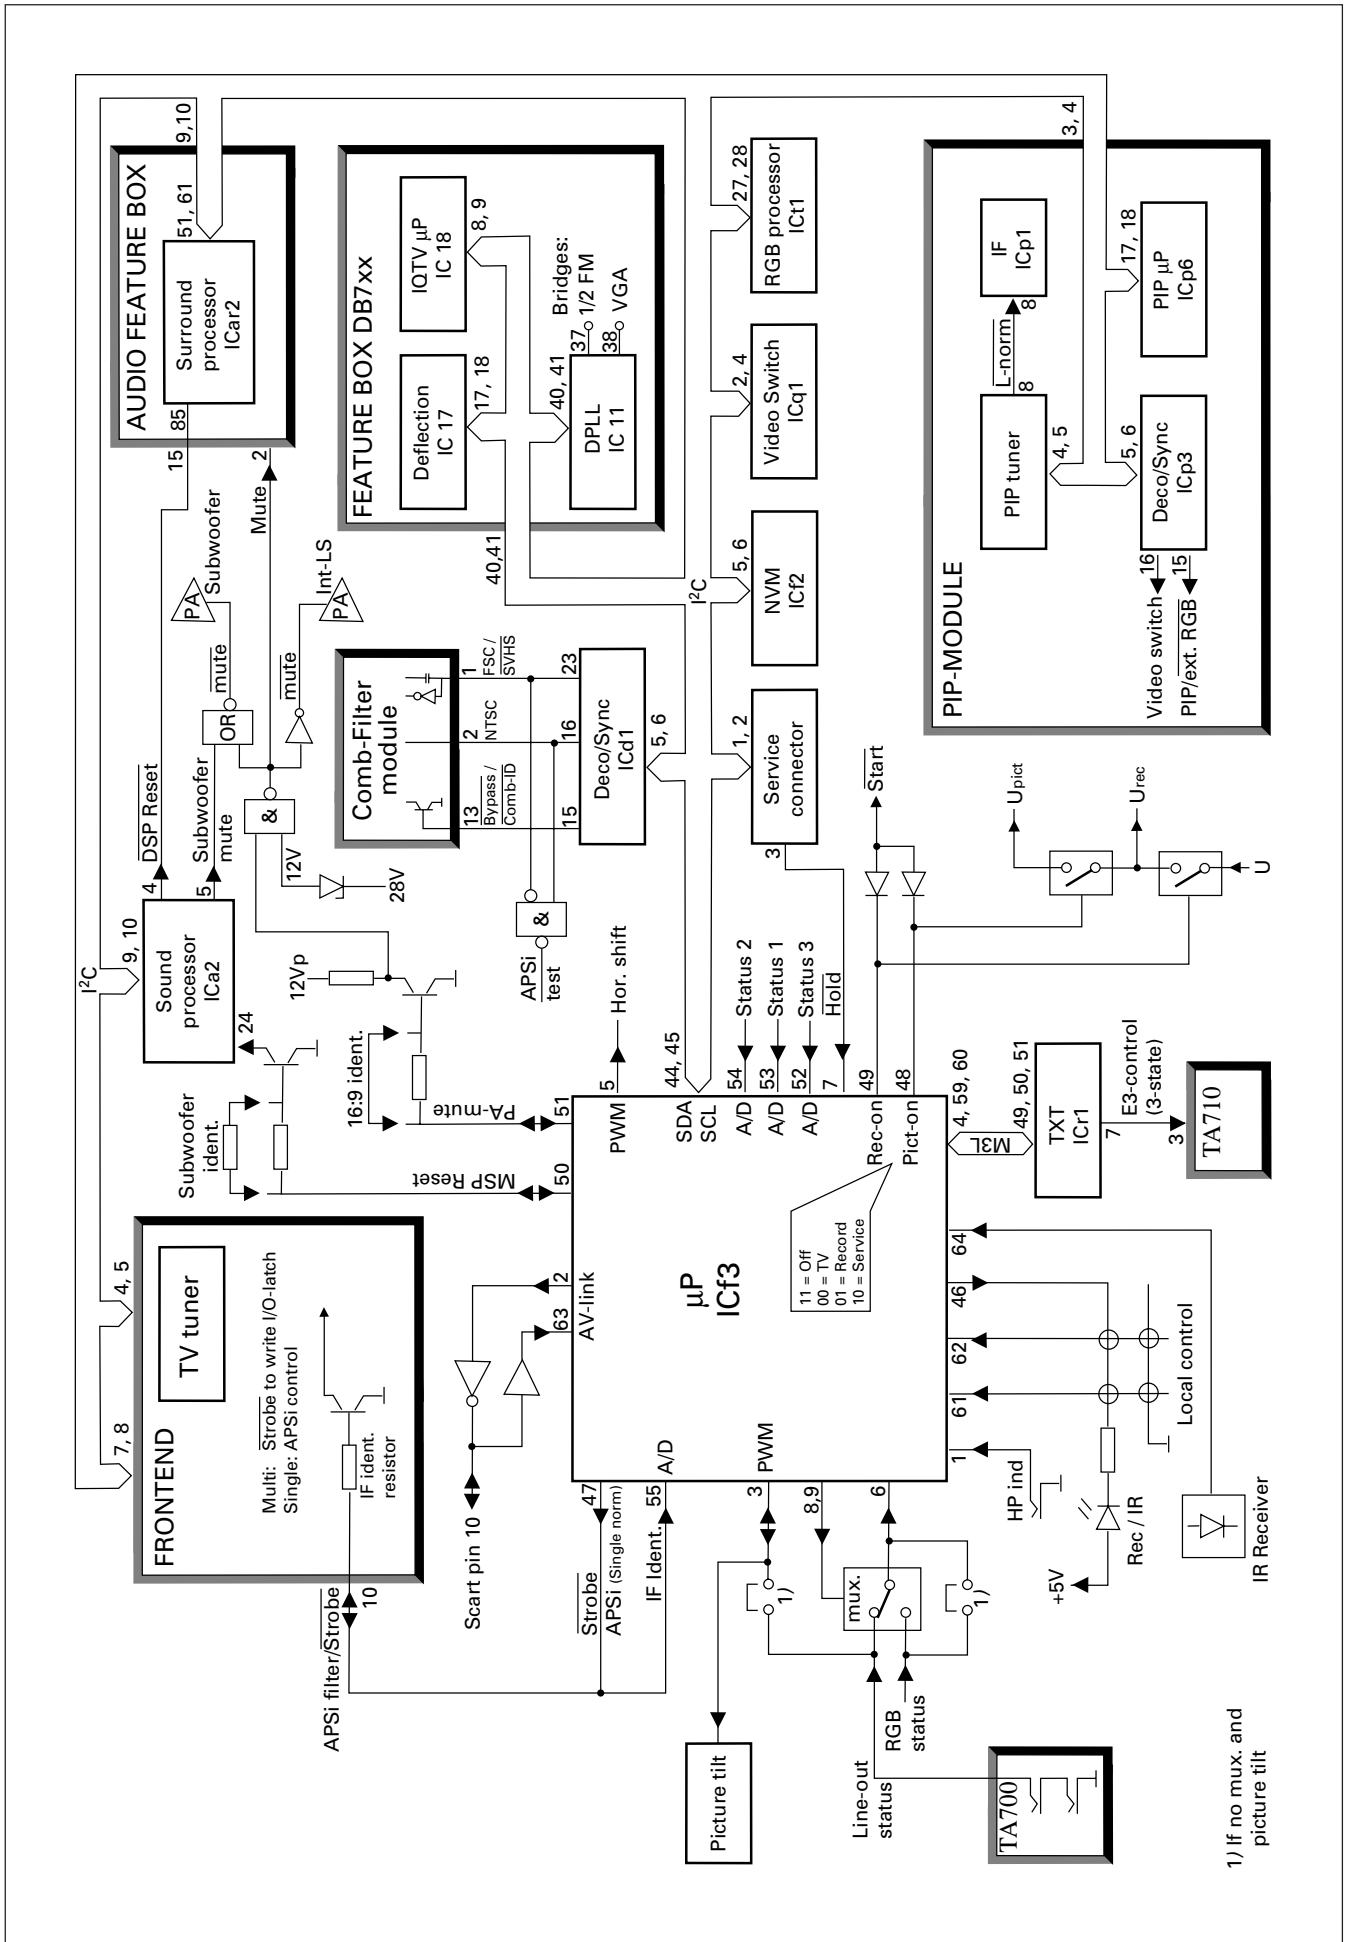 FRONTEND
TV tuner
Multi: Strobe to write I/O-latch
Single: APSi control
IF ident.
resistor
7, 8
4, 5
APSi filter/Strobe
10
I²C
Subwoofer
ident.
Sound
processor
ICa2
9, 10
24
4
5
DSP Reset
Subwoofer
mute
AUDIO FEATURE BOX
Surround
processor
ICar2
51, 61
9,10
85
15
2
Mute
PA
Subwoofer
mute
OR
&
mute
PA
Int-LS
12V
28V
12Vp
16:9 ident.
PA-mute
MSP Reset
Comb-Filter
module
13
Bypass /
Comb-ID
2
NTSC
1
FSC /
SVHS
15
16
23
Deco/Sync
ICd1
5, 6
&
APSi
test
FEATURE BOX DB7xx
Deflection
IC 17
17, 18
IQTV µP
IC 18
8, 9
DPLL
IC 11
40, 41
37
38
Bridges:
1/2 FM
VGA
40,41
I²C
Service
connector
1, 2
3
NVM
ICf2
5, 6
Video Switch
ICq1
2, 4
RGB processor
ICt1
27, 28
PIP-MODULE
PIP tuner
4, 5
8
L-norm
8
IF
ICp1
Deco/Sync
ICp3
5, 6
PIP µP
ICp6
17, 18
3, 4
16
Video switch
15
PIP/ext. RGB
Scart pin 10
63
2
AV-link
50
51
47
Strobe
APSi (Single norm)
55
IF Ident.
A/D
µP
ICf3
11 = Off
00 = TV
01 = Record
10 = Service
5
PWM
Hor. shift
SDA
SCL
44, 45
54
A/D
Status 2
53
A/D
Status 1
52
A/D
Status 3
7
Hold
49
Rec-on
48
Pict-on
Start
Upict
Urec
U
4, 59, 60
M3L
49, 50, 51
TXT
ICr1
7
E3-control
(3-state)
3
TA710
3
PWM
8,9
6
1
61
62
46
64
Picture tilt
1)
mux.
1)
Line-out
status
RGB
status
TA700
HP ind
Rec / IR
+5V
Local control
IR Receiver
1) If no mux. and
picture tilt